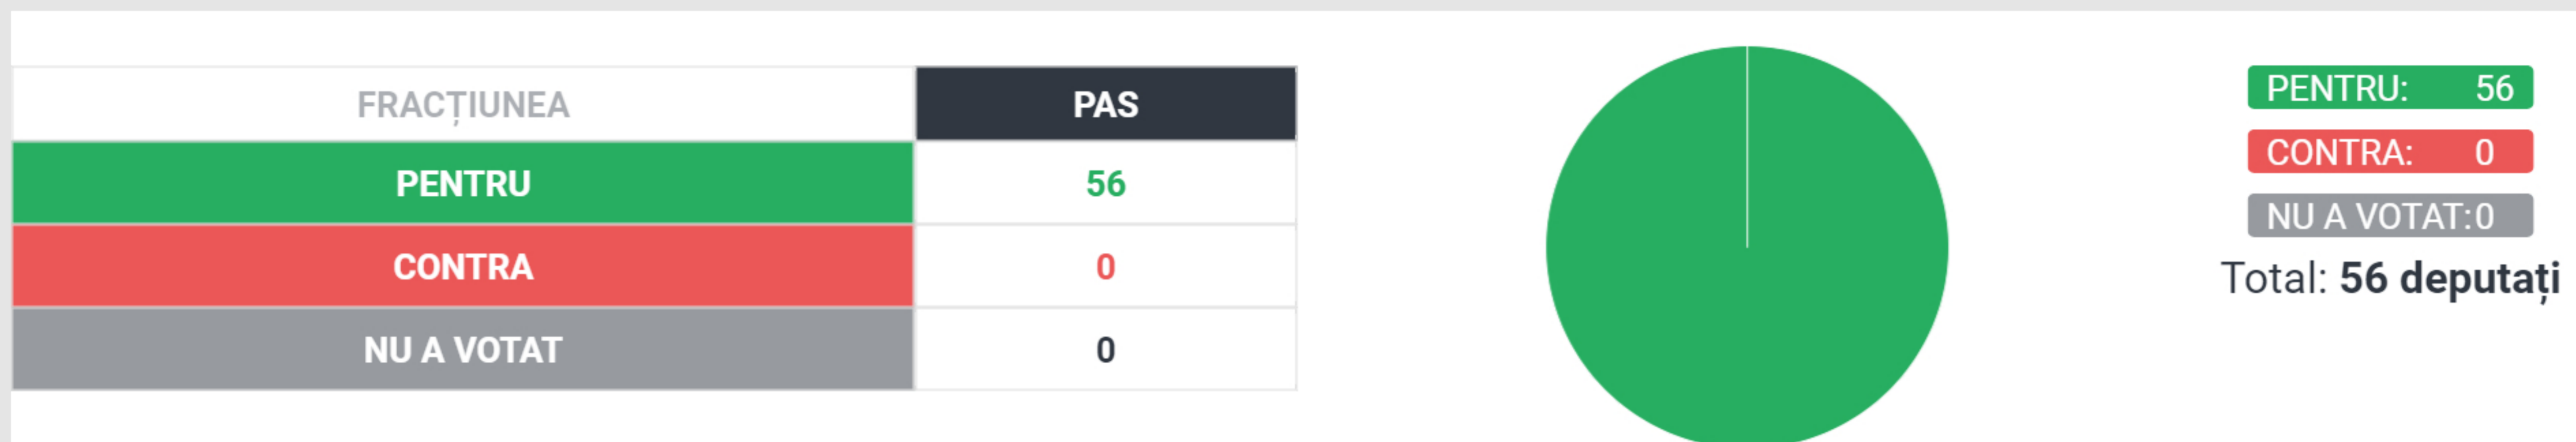 FRACȚIUNEA PAS
PENTRU 56
CONTRA 0
NU A VOTAT 0
PENTRU: 56
CONTRA: 0
NU A VOTAT: 0
Total: 56 deputați